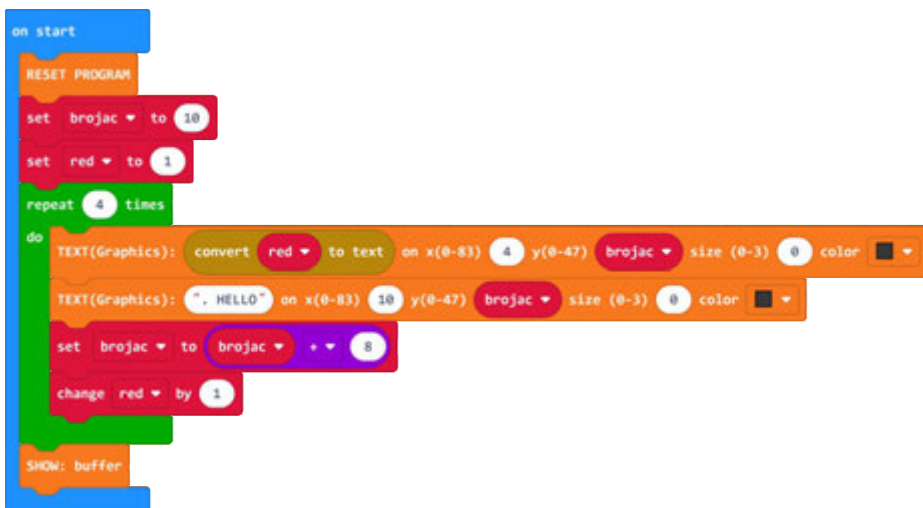 on start
RESET PROGRAM
set brojac to 10
set red to 1
repeat 4 times
do TEXT(Graphics): convert red to text on x(0-83) 4 y(0-47) brojac size (0-3) 0 color
TEXT(Graphics): ". HELLO" on x(0-83) 10 y(0-47) brojac size (0-3) 0 color
set brojac to brojac + 8
change red by 1
SHOW: buffer